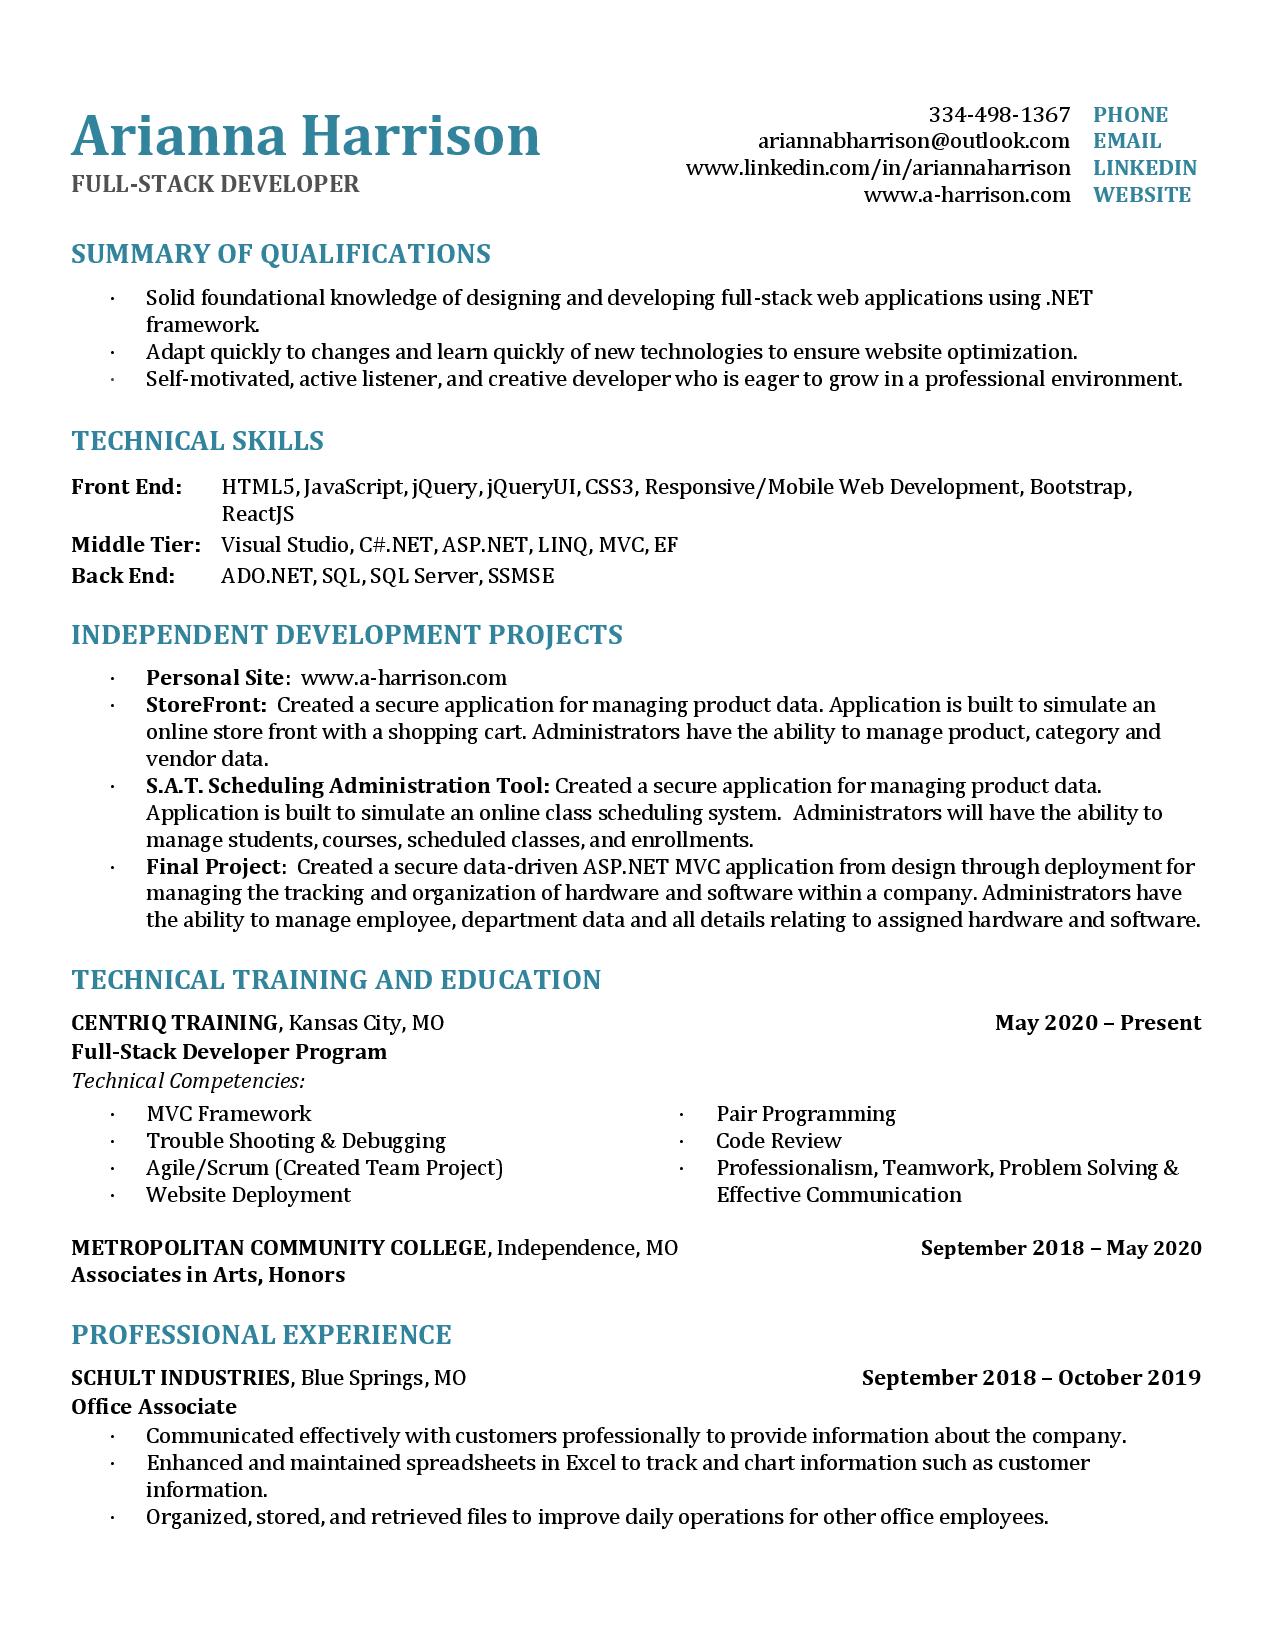 Arianna Harrison
FULL-STACK DEVELOPER
334-498-1367 PHONE
ariannabharrison@outlook.com EMAIL
www.linkedin.com/in/ariannaharrison LINKEDIN
www.a-harrison.com WEBSITE
SUMMARY OF QUALIFICATIONS
· Solid foundational knowledge of designing and developing full-stack web applications using .NET
framework.
· Adapt quickly to changes and learn quickly of new technologies to ensure website optimization.
· Self-motivated, active listener, and creative developer who is eager to grow in a professional environment.
TECHNICAL SKILLS
Front End: HTML5, JavaScript, jQuery, jQueryUI, CSS3, Responsive/Mobile Web Development, Bootstrap,
ReactJS
Middle Tier: Visual Studio, C#.NET, ASP.NET, LINQ, MVC, EF
Back End: ADO.NET, SQL, SQL Server, SSMSE
INDEPENDENT DEVELOPMENT PROJECTS
· Personal Site: www.a-harrison.com
· StoreFront: Created a secure application for managing product data. Application is built to simulate an
online store front with a shopping cart. Administrators have the ability to manage product, category and
vendor data.
· S.A.T. Scheduling Administration Tool: Created a secure application for managing product data.
Application is built to simulate an online class scheduling system. Administrators will have the ability to
manage students, courses, scheduled classes, and enrollments.
· Final Project: Created a secure data-driven ASP.NET MVC application from design through deployment for
managing the tracking and organization of hardware and software within a company. Administrators have
the ability to manage employee, department data and all details relating to assigned hardware and software.
TECHNICAL TRAINING AND EDUCATION
CENTRIQ TRAINING, Kansas City, MO May 2020 – Present
Full-Stack Developer Program
Technical Competencies:
· MVC Framework
· Trouble Shooting & Debugging
· Agile/Scrum (Created Team Project)
· Website Deployment
· Pair Programming
· Code Review
· Professionalism, Teamwork, Problem Solving &
Effective Communication
METROPOLITAN COMMUNITY COLLEGE, Independence, MO September 2018 – May 2020
Associates in Arts, Honors
PROFESSIONAL EXPERIENCE
SCHULT INDUSTRIES, Blue Springs, MO September 2018 – October 2019
Office Associate
· Communicated effectively with customers professionally to provide information about the company.
· Enhanced and maintained spreadsheets in Excel to track and chart information such as customer
information.
· Organized, stored, and retrieved files to improve daily operations for other office employees.